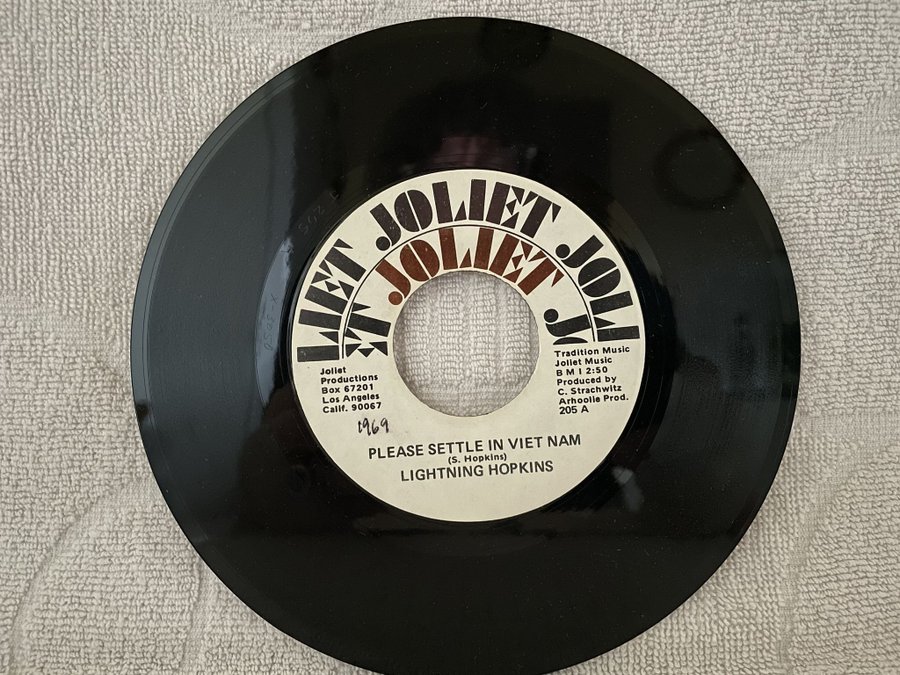 LIET JOLIET JOLI
ET JOLIET J
Joliet
Productions
Box 67201
Los Angeles
Calif. 90067
1969
Tradition Music
Joliet Music
B M I 2:50
Produced by
C. Strachwitz
Arhoolie Prod.
205 A
PLEASE SETTLE IN VIET NAM
(S. Hopkins)
LIGHTNING HOPKINS